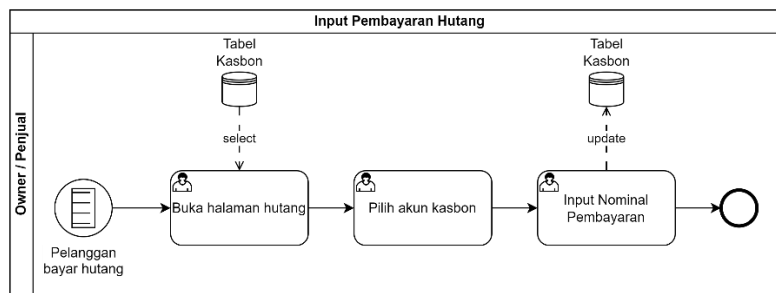 Input Pembayaran Hutang
Owner / Penjual
Tabel
Kasbon
Tabel
Kasbon
select
update
Buka halaman hutang
Pilih akun kasbon
Input Nominal
Pembayaran
Pelanggan
bayar hutang